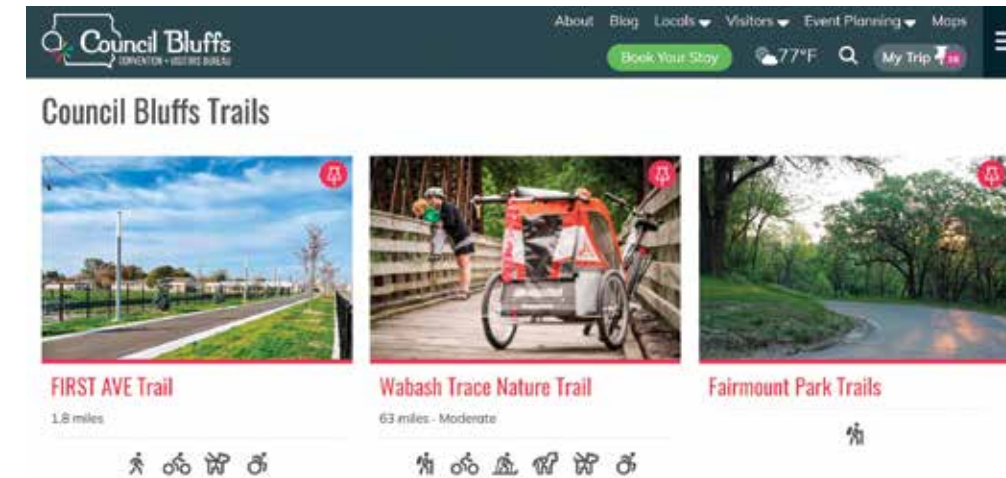 About Blog Locals Visitors Event Planning Maps
Council Bluffs
CONVENTION + VISITORS BUREAU
Book Your Stay 77°F My Trip
Council Bluffs Trails
FIRST AVE Trail
1.8 miles
Wabash Trace Nature Trail
63 miles - Moderate
Fairmount Park Trails